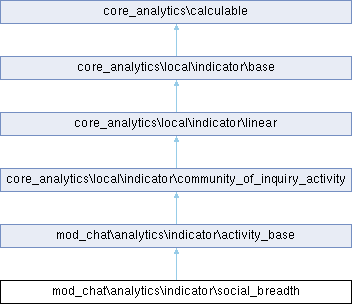 core_analytics\calculable
core_analytics\local\indicator\base
core_analytics\local\indicator\linear
core_analytics\local\indicator\community_of_inquiry_activity
mod_chat\analytics\indicator\activity_base
mod_chat\analytics\indicator\social_breadth